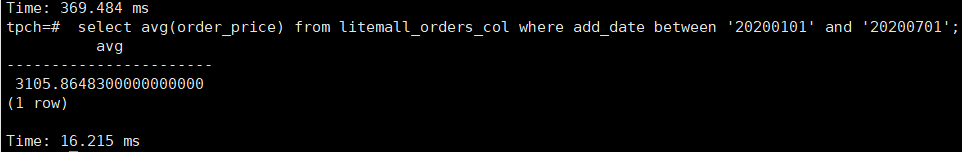 Time: 369.484 ms
tpch=#  select avg(order_price) from litemall_orders_col where add_date between '20200101' and '20200701';
          avg
-----------------------
 3105.8648300000000000
(1 row)

Time: 16.215 ms